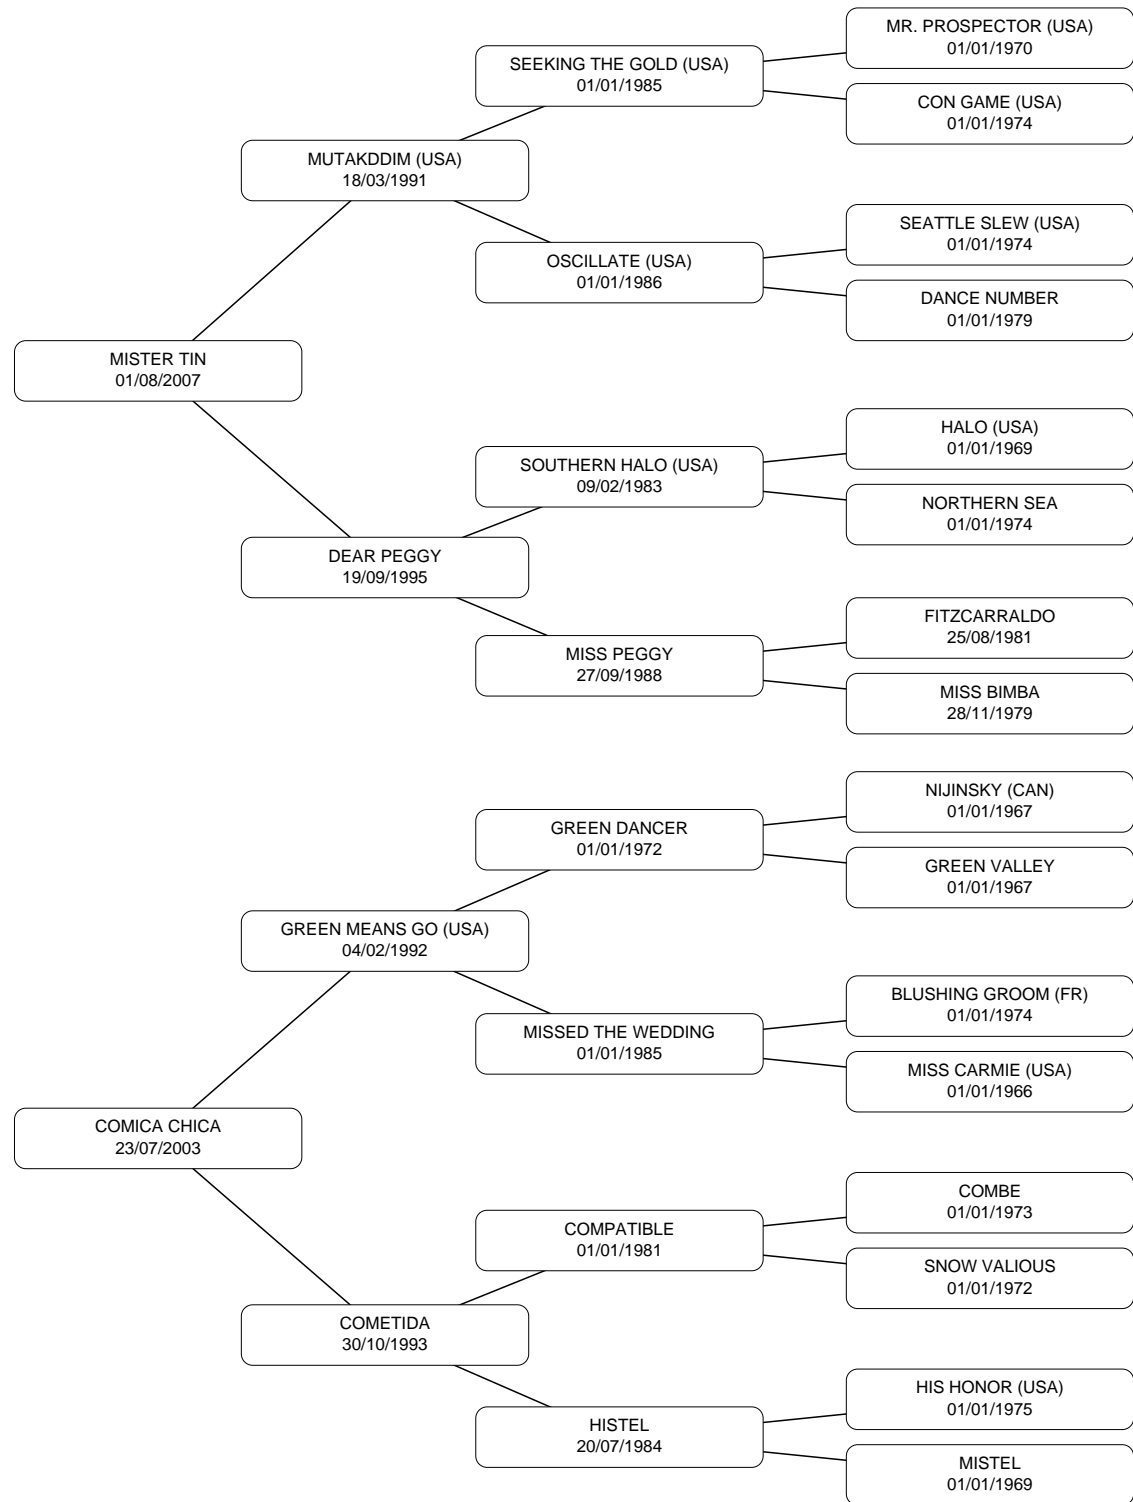 MR. PROSPECTOR (USA)
01/01/1970
SEEKING THE GOLD (USA)
01/01/1985
CON GAME (USA)
01/01/1974
MUTAKDDIM (USA)
18/03/1991
SEATTLE SLEW (USA)
01/01/1974
OSCILLATE (USA)
01/01/1986
DANCE NUMBER
01/01/1979
MISTER TIN
01/08/2007
HALO (USA)
01/01/1969
SOUTHERN HALO (USA)
09/02/1983
NORTHERN SEA
01/01/1974
DEAR PEGGY
19/09/1995
FITZCARRALDO
25/08/1981
MISS PEGGY
27/09/1988
MISS BIMBA
28/11/1979
NIJINSKY (CAN)
01/01/1967
GREEN DANCER
01/01/1972
GREEN VALLEY
01/01/1967
GREEN MEANS GO (USA)
04/02/1992
BLUSHING GROOM (FR)
01/01/1974
MISSED THE WEDDING
01/01/1985
MISS CARMIE (USA)
01/01/1966
COMICA CHICA
23/07/2003
COMBE
01/01/1973
COMPATIBLE
01/01/1981
SNOW VALIOUS
01/01/1972
COMETIDA
30/10/1993
HIS HONOR (USA)
01/01/1975
HISTEL
20/07/1984
MISTEL
01/01/1969